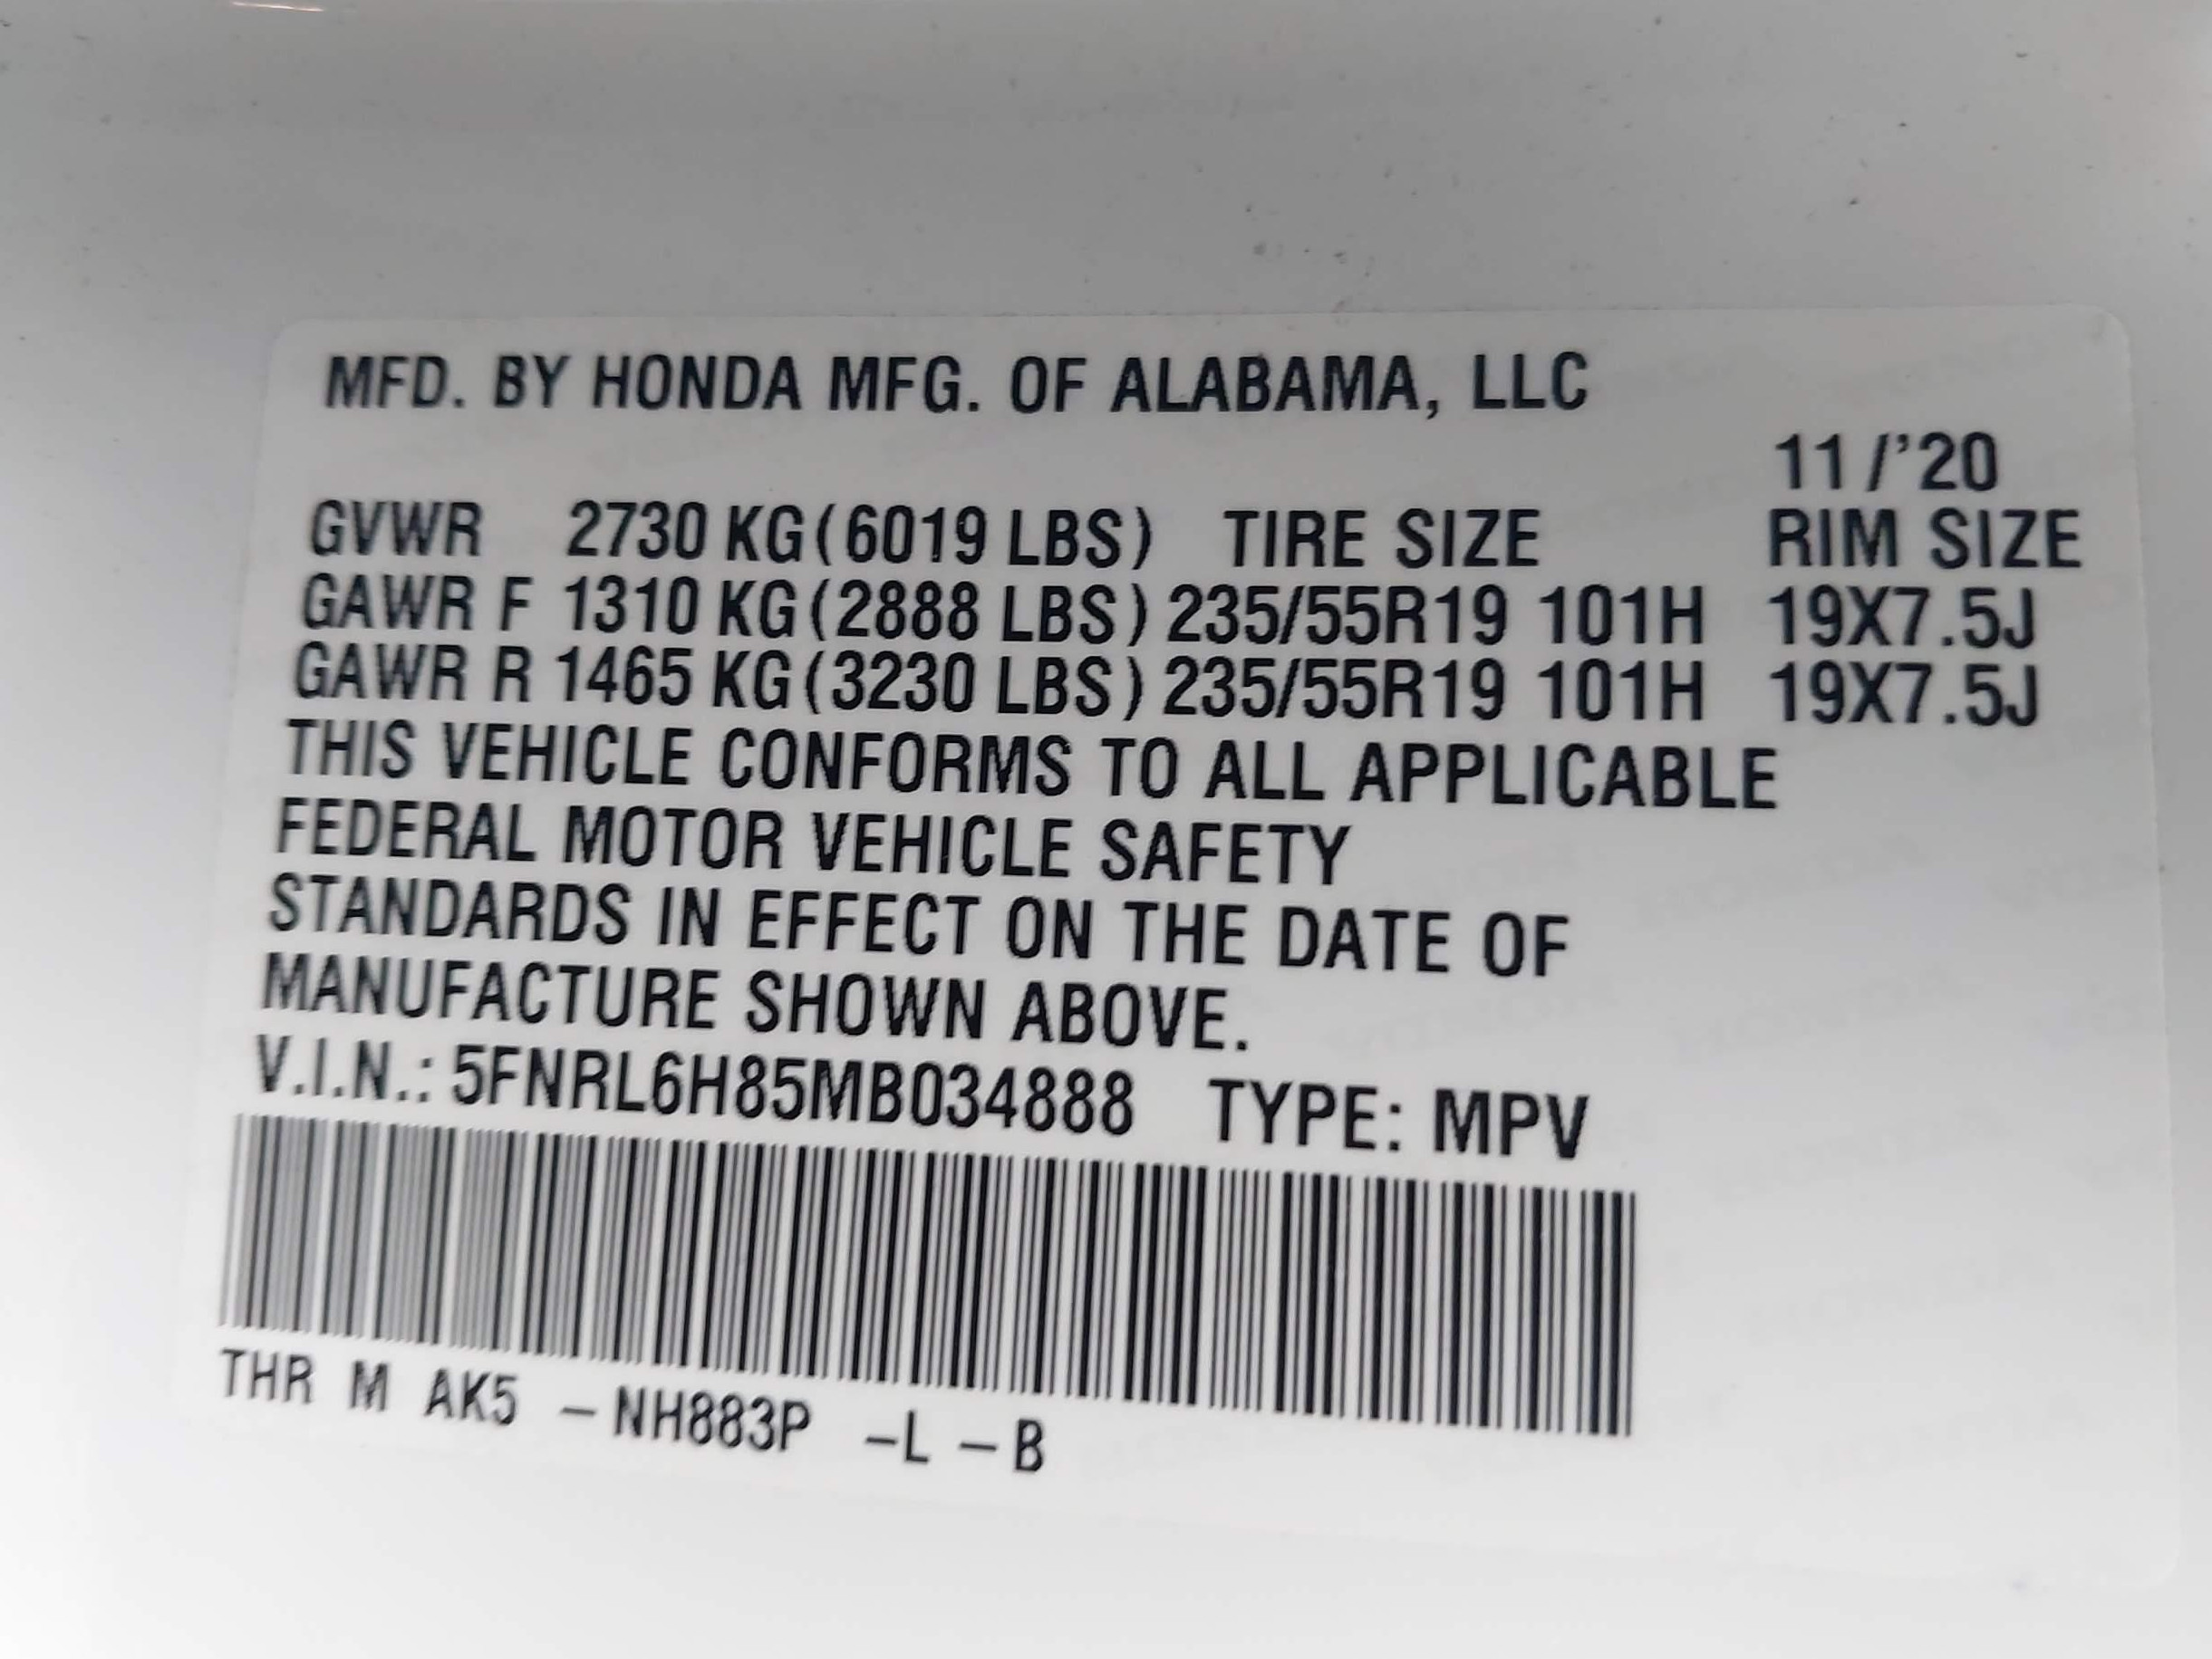 MFD. BY HONDA MFG. OF ALABAMA, LLC
11/'20
GVWR 2730 KG (6019 LBS) TIRE SIZE RIM SIZE
GAWR F 1310 KG (2888 LBS) 235/55R19 101H 19X7.5J
GAWR R 1465 KG (3230 LBS) 235/55R19 101H 19X7.5J
THIS VEHICLE CONFORMS TO ALL APPLICABLE
FEDERAL MOTOR VEHICLE SAFETY
STANDARDS IN EFFECT ON THE DATE OF
MANUFACTURE SHOWN ABOVE.
V.I.N.: 5FNRL6H85MB034888 TYPE: MPV
THR M AK5 –NH883P –L –B